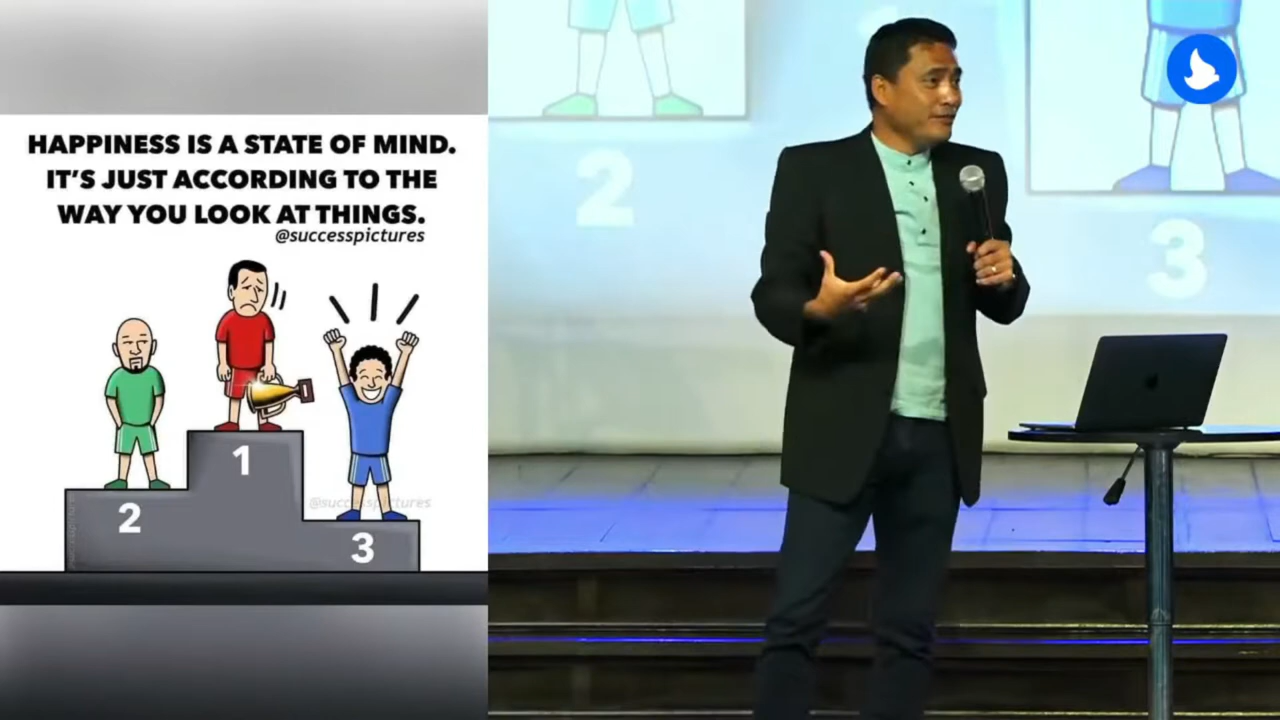 HAPPINESS IS A STATE OF MIND.
IT'S JUST ACCORDING TO THE
WAY YOU LOOK AT THINGS.
@successpictures
1
@successpictures
2
3
2
3